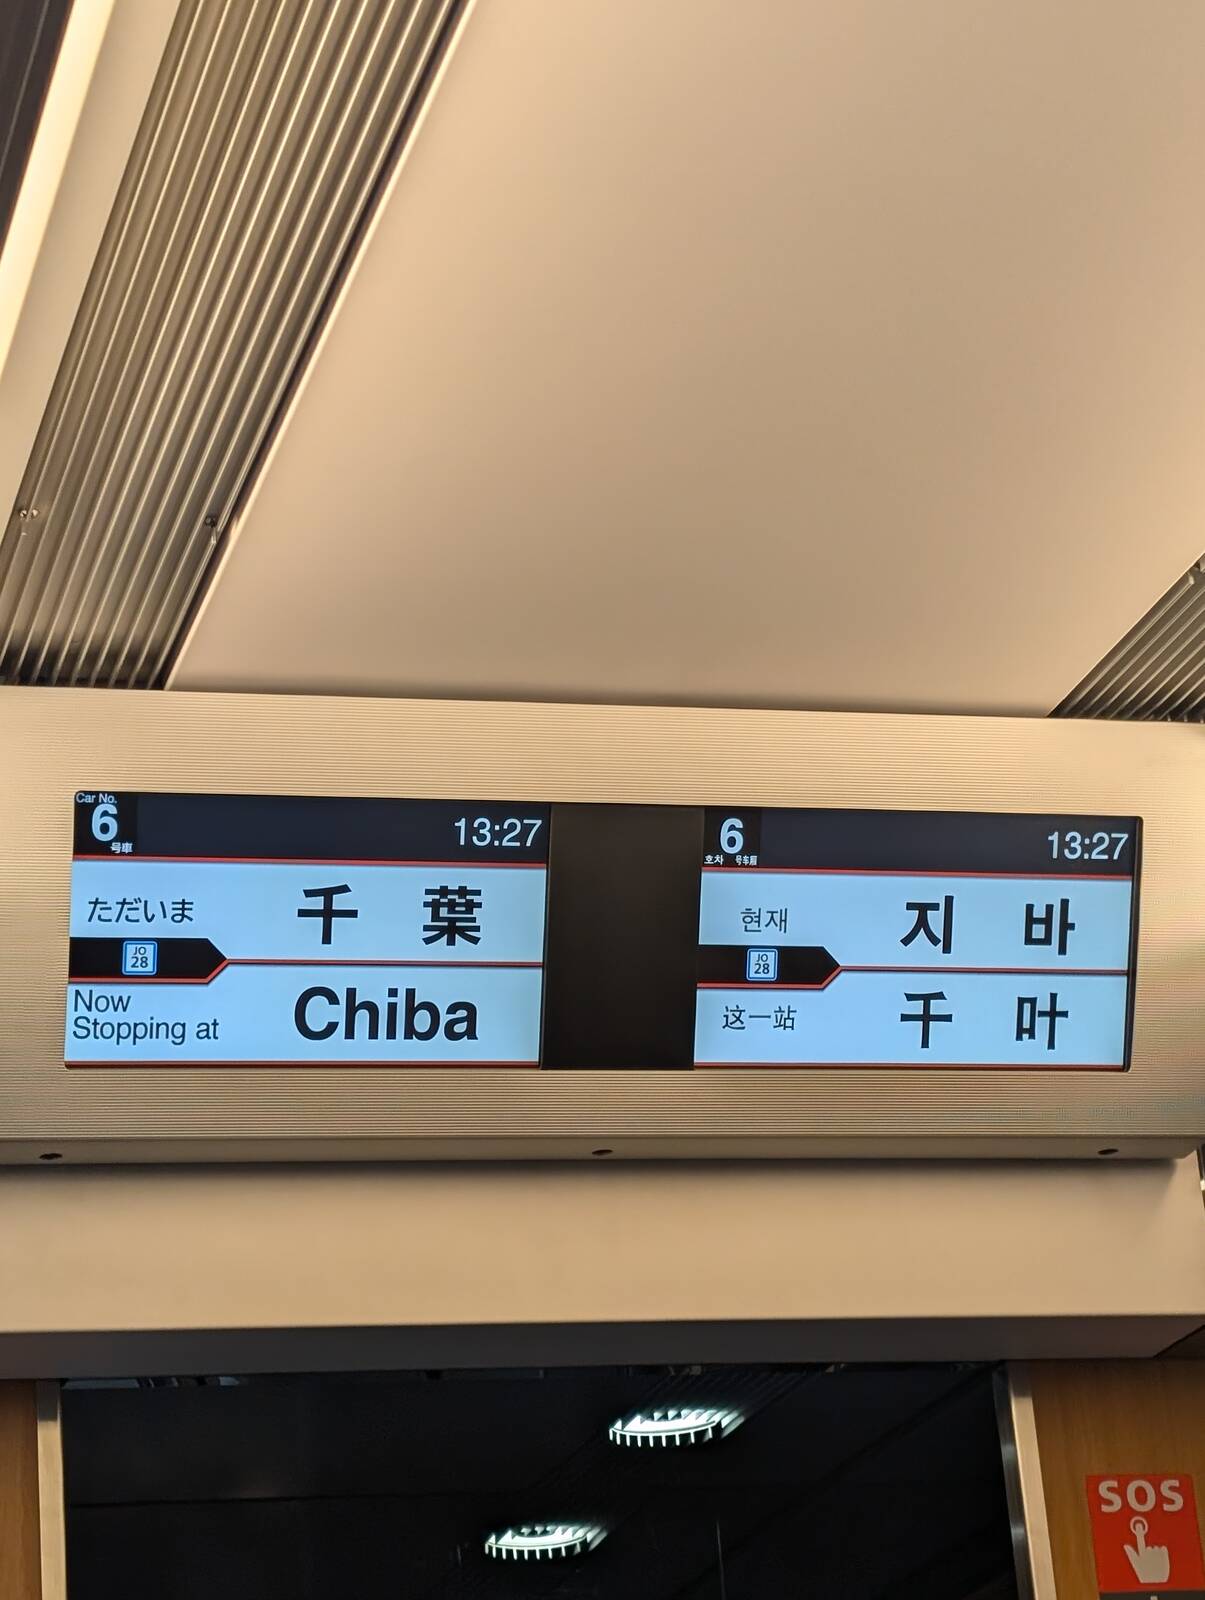 Car No.
6
号車
13:27
ただいま
千葉
JO
28
Now
Stopping at
Chiba
6
호차 号车厢
13:27
현재
지바
JO
28
这一站
千叶
SOS